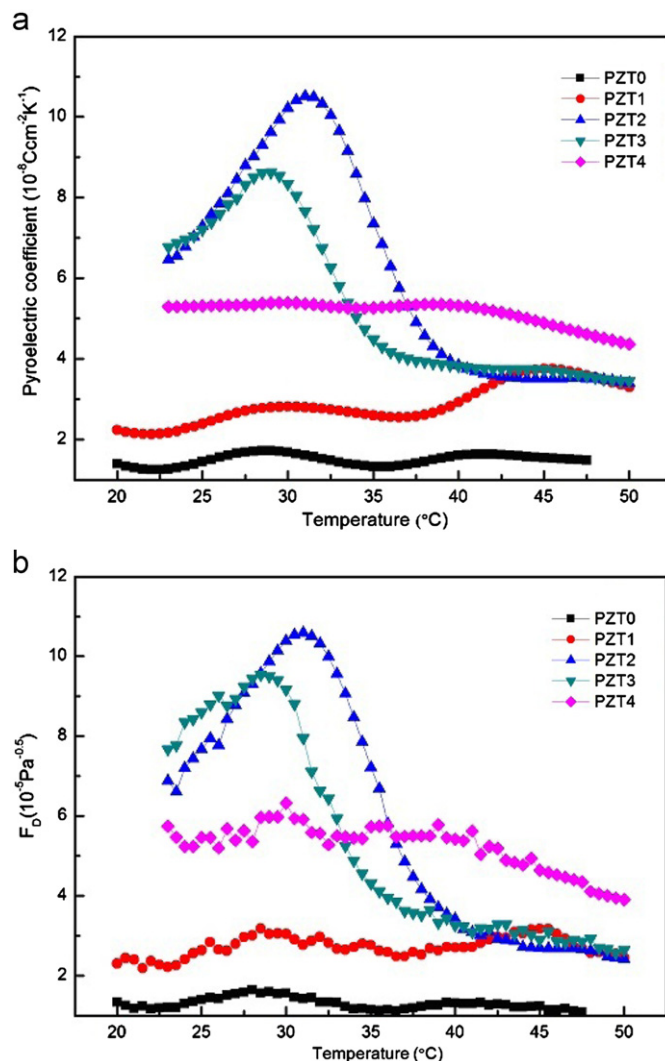 a
12
10
8
6
4
2
Pyroelectric coefficient (10⁻⁸Ccm⁻²K⁻¹)
PZT0
PZT1
PZT2
PZT3
PZT4
20 25 30 35 40 45 50
Temperature (°C)
b
12
10
8
6
4
2
F_D(10⁻⁵Pa⁻⁰·⁵)
PZT0
PZT1
PZT2
PZT3
PZT4
20 25 30 35 40 45 50
Temperature (°C)